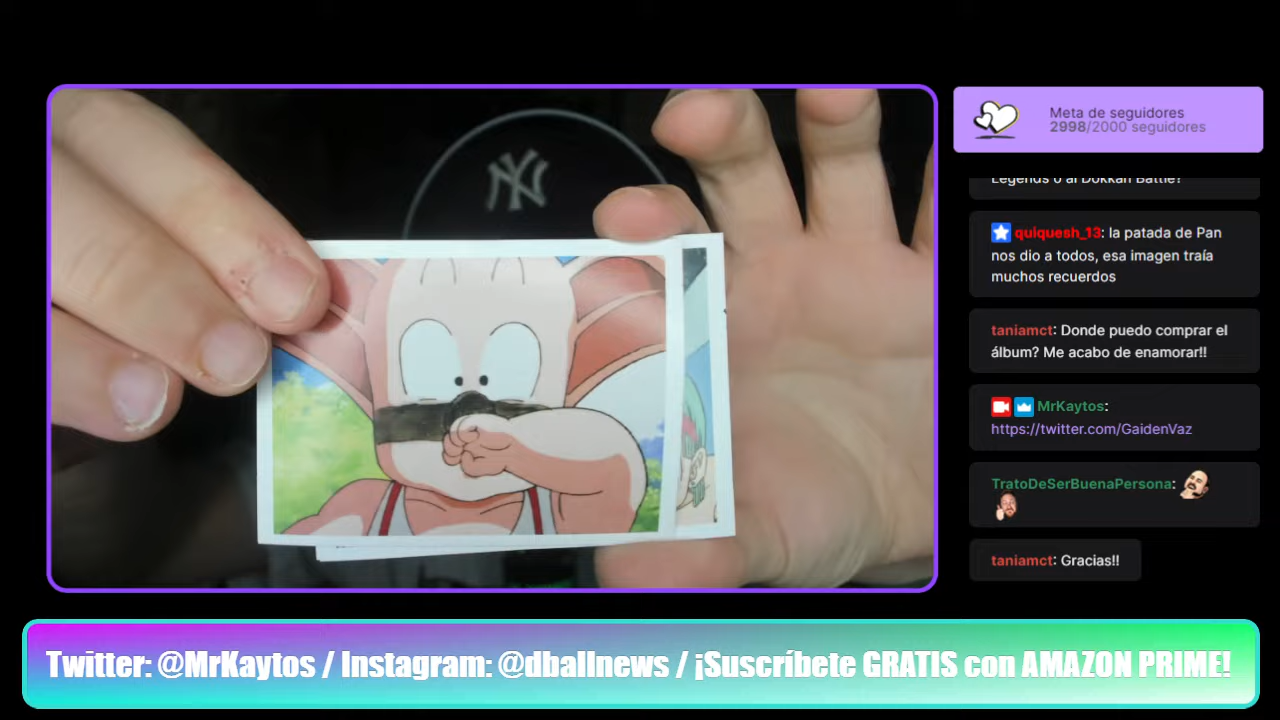 NY
Meta de seguidores
2998/2000 seguidores
Legends o al Dokkan Battle?
quiquesh_13: la patada de Pan
nos dio a todos, esa imagen traía
muchos recuerdos
taniamct: Donde puedo comprar el
álbum? Me acabo de enamorar!!
MrKaytos:
https://twitter.com/GaidenVaz
TratoDeSerBuenaPersona:
taniamct: Gracias!!
Twitter: @MrKaytos / Instagram: @dballnews / ¡Suscríbete GRATIS con AMAZON PRIME!